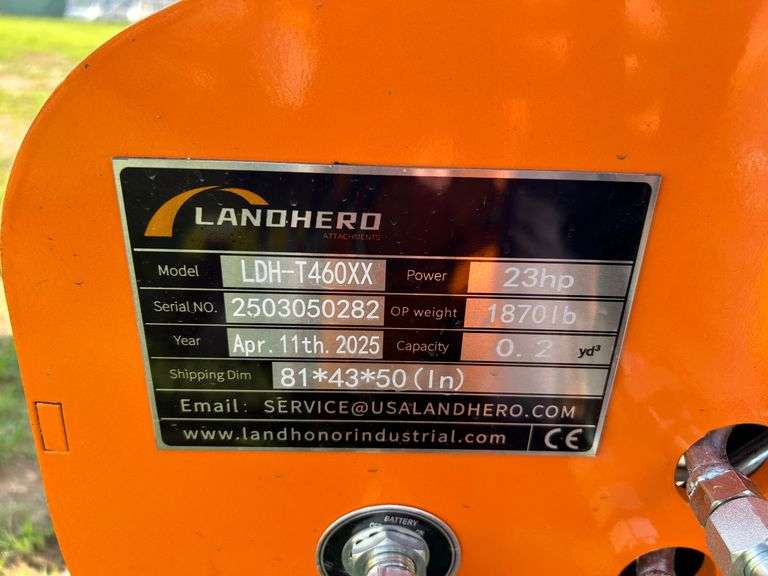 LANDHERO
ATTACHMENTS
Model LDH-T460XX Power 23hp
Serial NO. 2503050282 OP weight 1870lb
Year Apr. 11th. 2025 Capacity 0.2 yd³
Shipping Dim 81*43*50(In)
Email: SERVICE@USALANDHERO.COM
www.landhonorindustrial.com CE
BATTERY